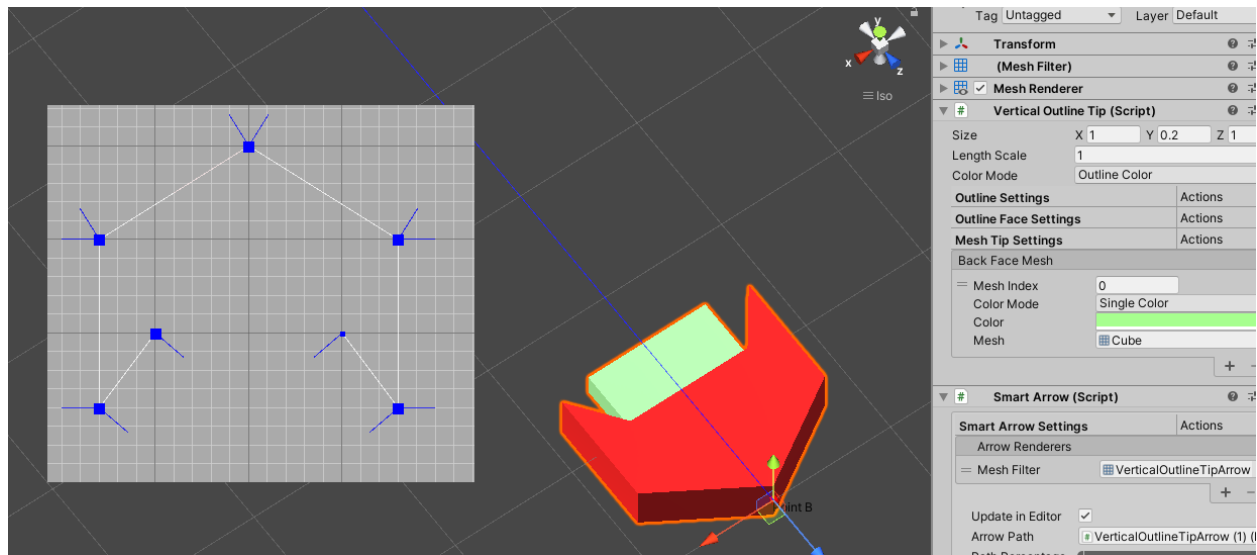 Tag Untagged Layer Default
y
x
z
Iso
Transform
(Mesh Filter)
Mesh Renderer
# Vertical Outline Tip (Script)
Size X 1 Y 0.2 Z 1
Length Scale 1
Color Mode Outline Color
Outline Settings Actions
Outline Face Settings Actions
Mesh Tip Settings Actions
Back Face Mesh
Mesh Index 0
Color Mode Single Color
Color
Mesh Cube
# Smart Arrow (Script)
Smart Arrow Settings Actions
Arrow Renderers
Mesh Filter VerticalOutlineTipArrow
Point B
Update in Editor
Arrow Path # VerticalOutlineTipArrow (1) (